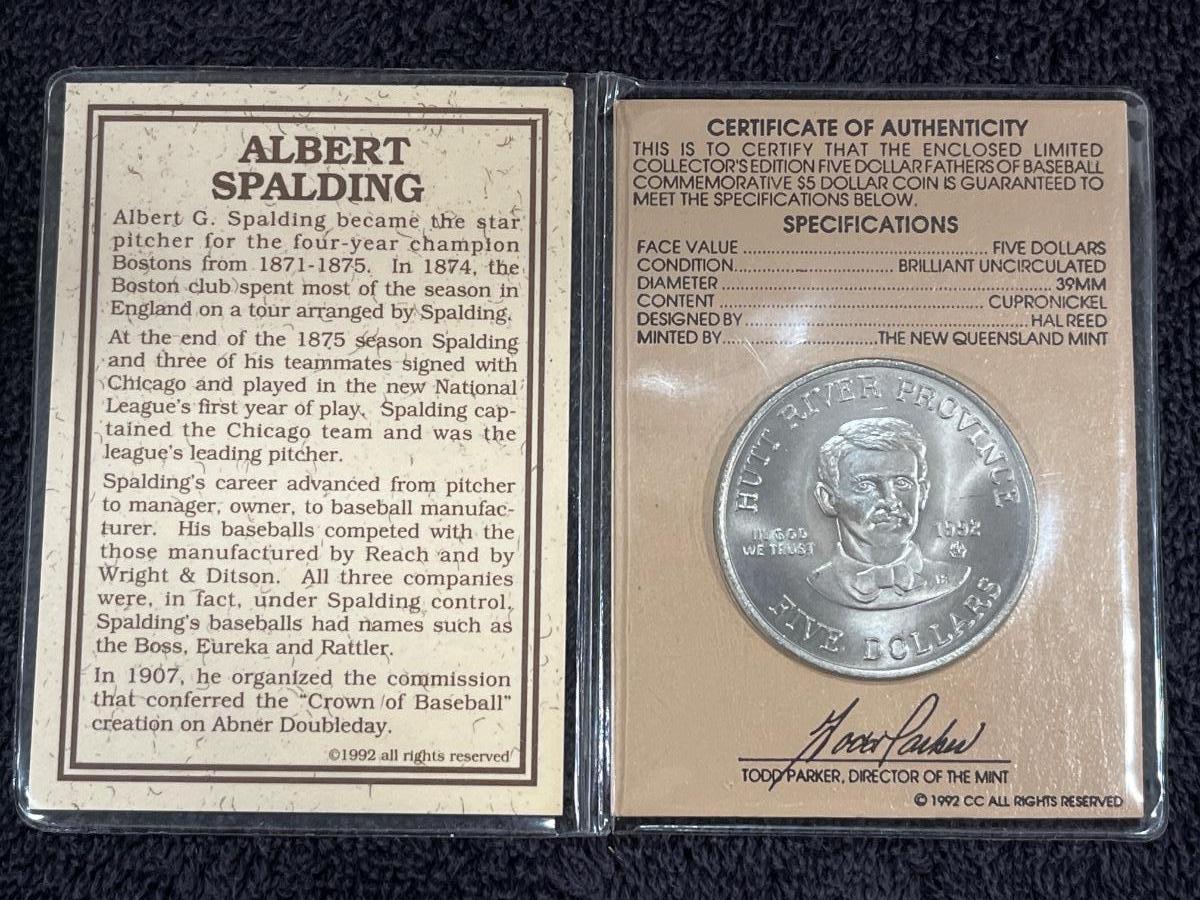 ALBERT
SPALDING
Albert G. Spalding became the star
pitcher for the four-year champion
Bostons from 1871-1875. In 1874, the
Boston club spent most of the season in
England on a tour arranged by Spalding.
At the end of the 1875 season Spalding
and three of his teammates signed with
Chicago and played in the new National
League's first year of play. Spalding cap-
tained the Chicago team and was the
league's leading pitcher.
Spalding's career advanced from pitcher
to manager, owner, to baseball manufac-
turer. His baseballs competed with the
those manufactured by Reach and by
Wright & Ditson. All three companies
were, in fact, under Spalding control.
Spalding's baseballs had names such as
the Boss, Eureka and Rattler.
In 1907, he organized the commission
that conferred the "Crown of Baseball"
creation on Abner Doubleday.
©1992 all rights reserved
CERTIFICATE OF AUTHENTICITY
THIS IS TO CERTIFY THAT THE ENCLOSED LIMITED
COLLECTOR'S EDITION FIVE DOLLAR FATHERS OF BASEBALL
COMMEMORATIVE $5 DOLLAR COIN IS GUARANTEED TO
MEET THE SPECIFICATIONS BELOW.
SPECIFICATIONS
FACE VALUE ........ FIVE DOLLARS
CONDITION ........ BRILLIANT UNCIRCULATED
DIAMETER ........ 39MM
CONTENT ........ CUPRONICKEL
DESIGNED BY ........ HAL REED
MINTED BY ........ THE NEW QUEENSLAND MINT
HUTT RIVER PROVINCE
IN GOD
WE TRUST
1992
HR
FIVE DOLLARS
Todd Parker
TODD PARKER, DIRECTOR OF THE MINT
© 1992 CC ALL RIGHTS RESERVED